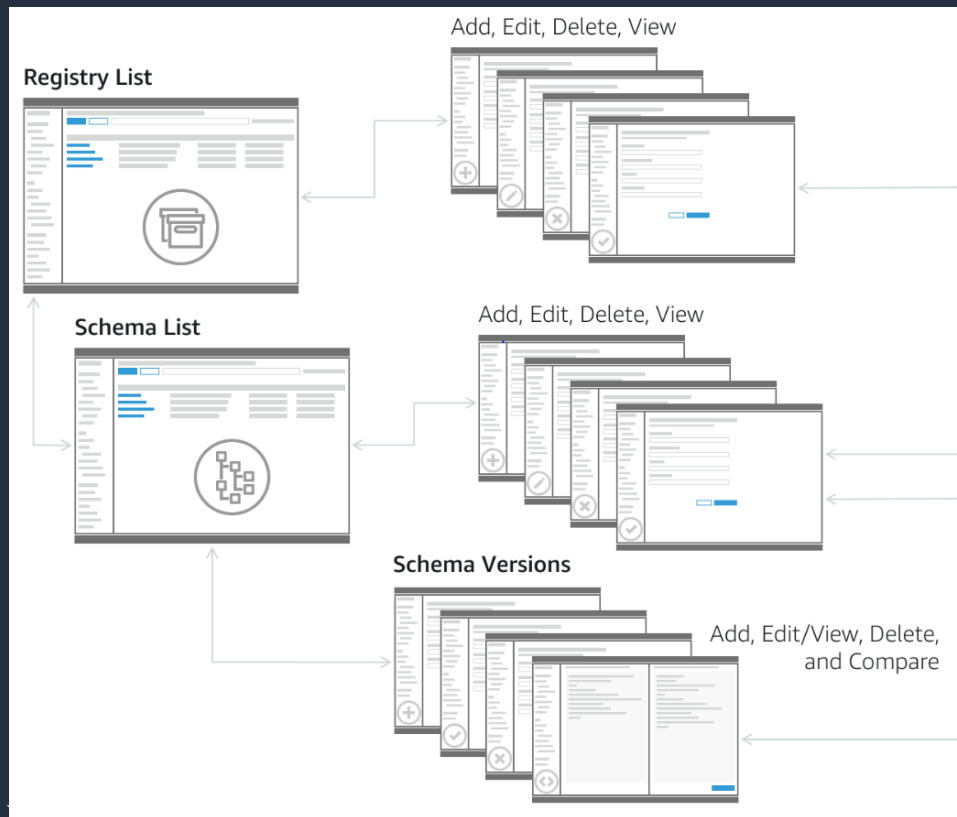 Add, Edit, Delete, View
Registry List
Add, Edit, Delete, View
Schema List
Schema Versions
Add, Edit/View, Delete,
and Compare